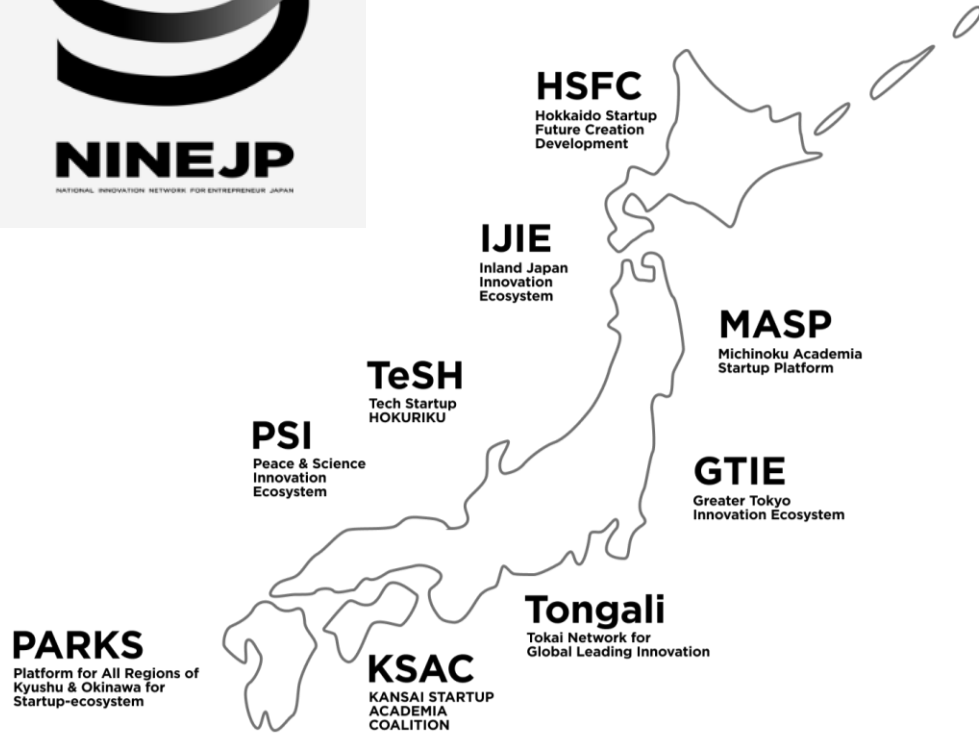 NINEJP
NATIONAL INNOVATION NETWORK FOR ENTREPRENEUR JAPAN
HSFC
Hokkaido Startup
Future Creation
Development
IJIE
Inland Japan
Innovation
Ecosystem
MASP
Michinoku Academia
Startup Platform
TeSH
Tech Startup
HOKURIKU
PSI
Peace & Science
Innovation
Ecosystem
GTIE
Greater Tokyo
Innovation Ecosystem
Tongali
Tokai Network for
Global Leading Innovation
PARKS
Platform for All Regions of
Kyushu & Okinawa for
Startup-ecosystem
KSAC
KANSAI STARTUP
ACADEMIA
COALITION